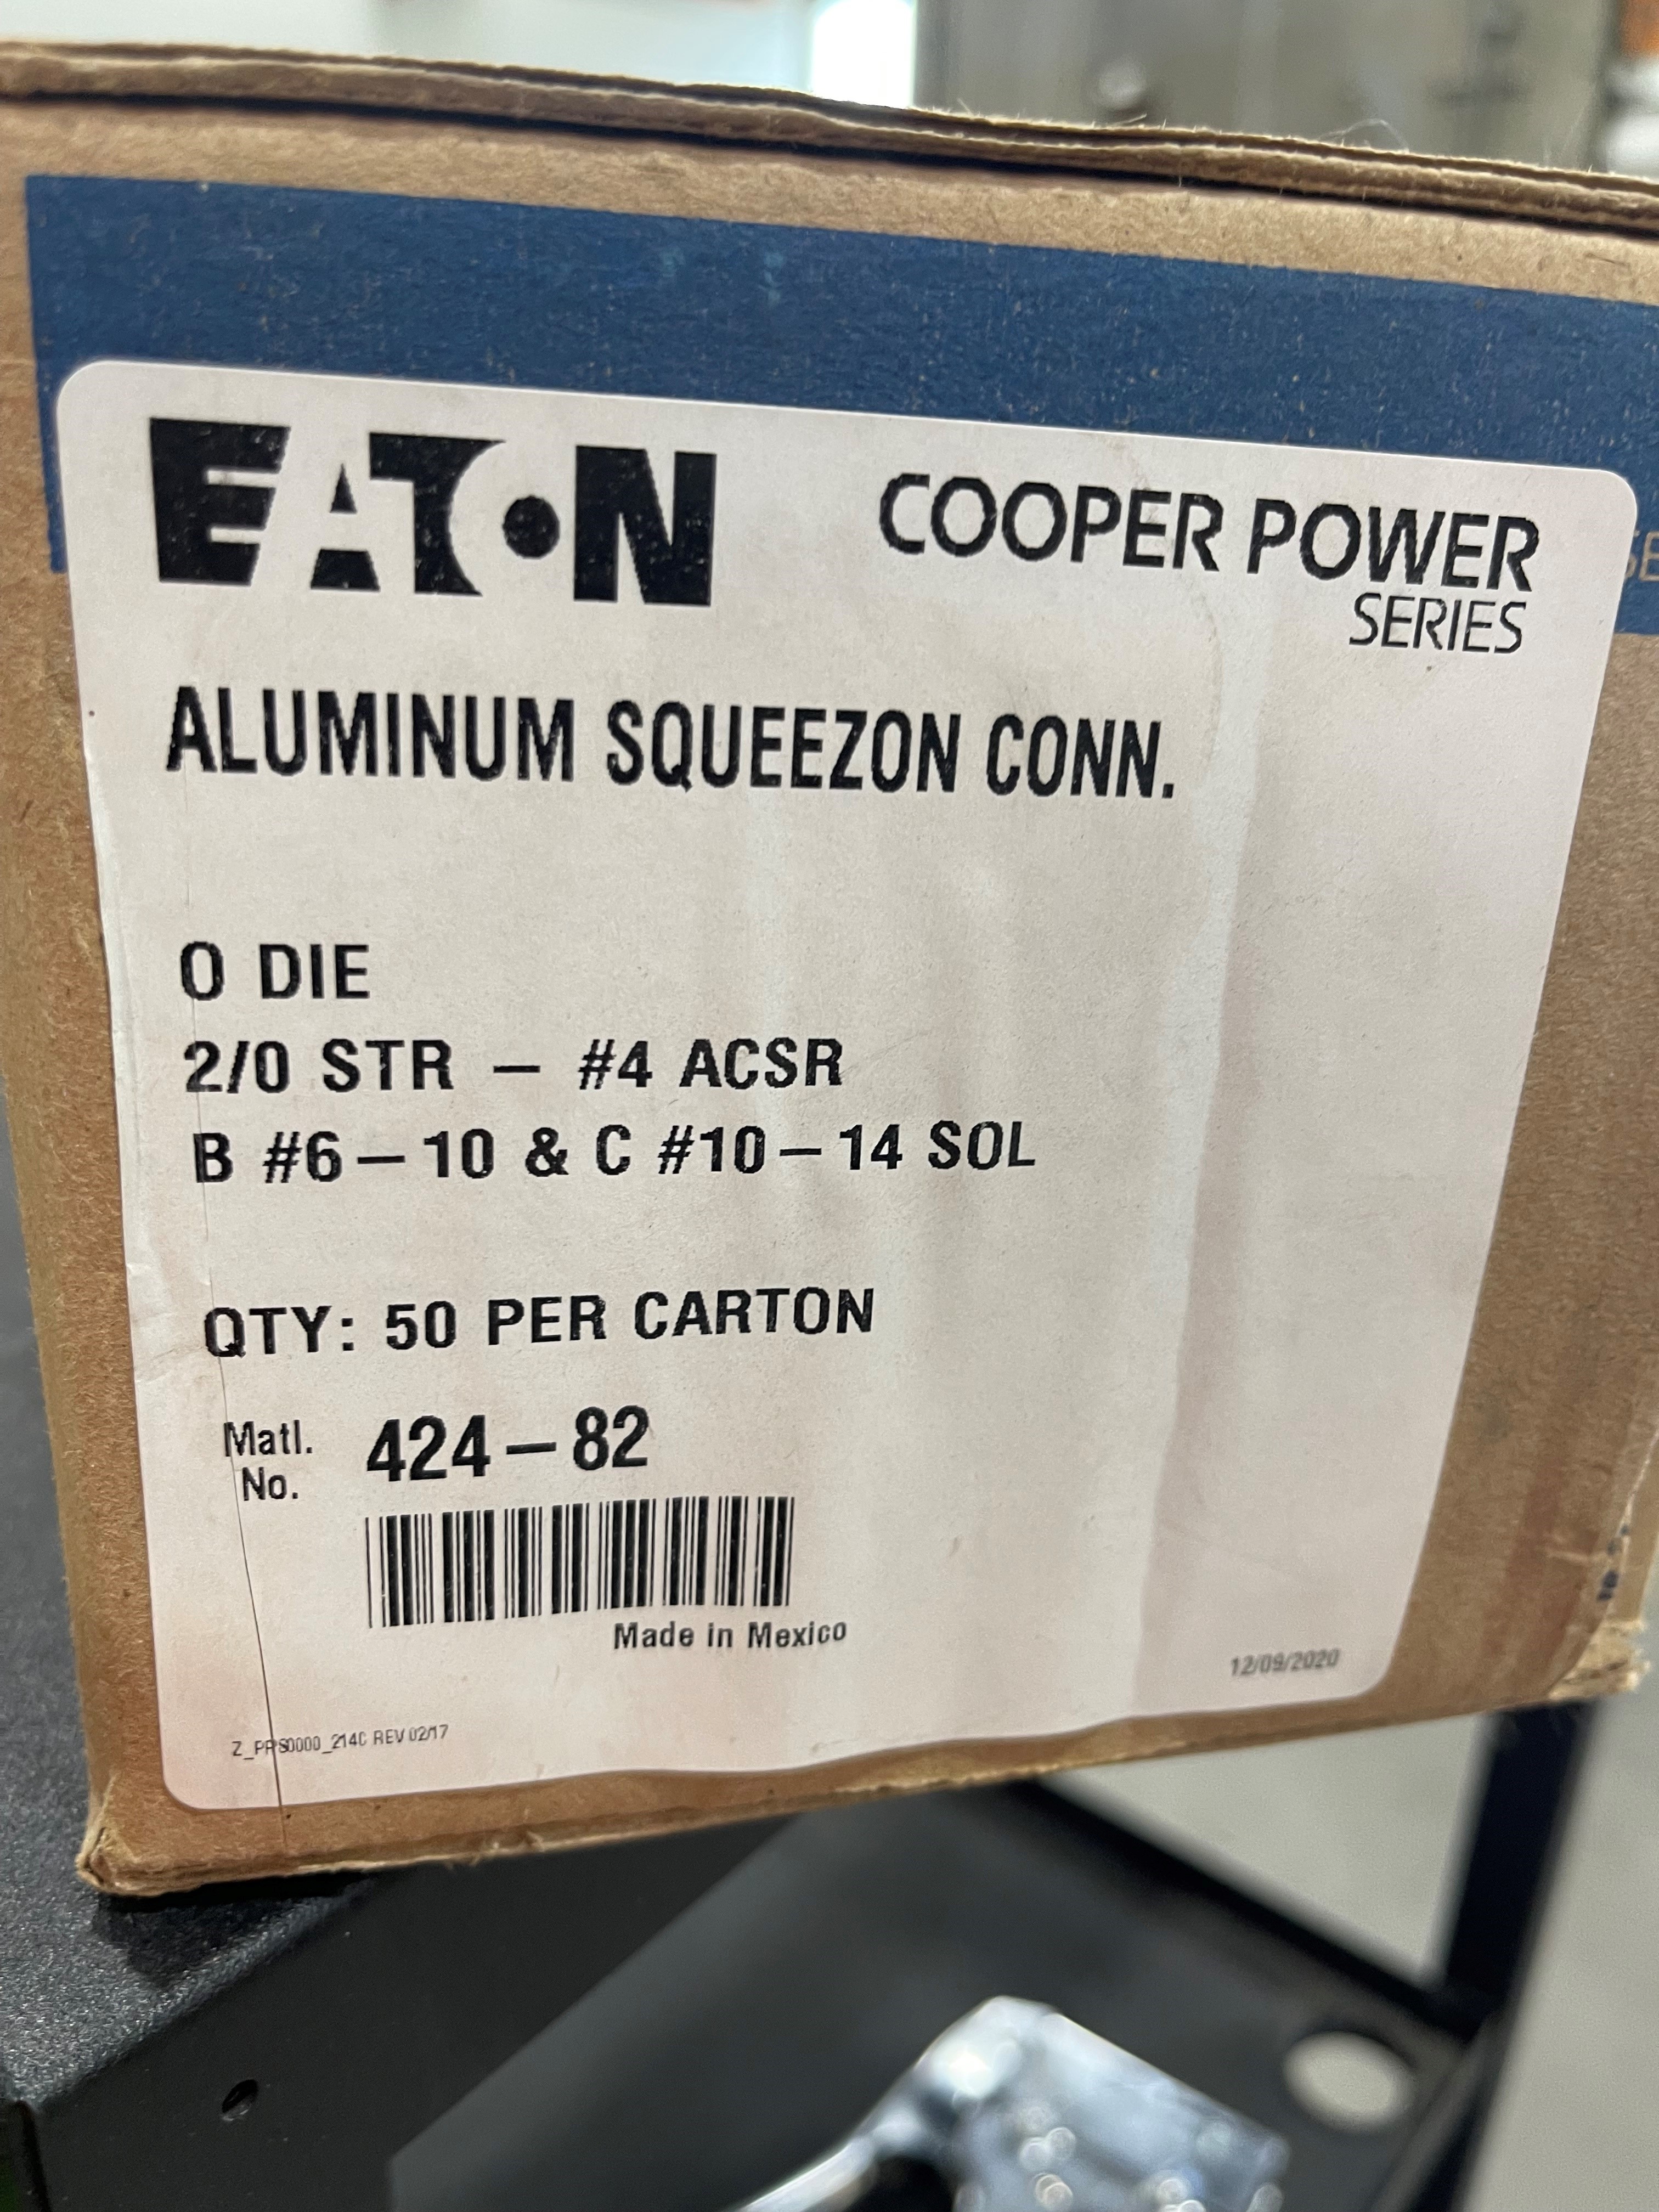 EATON
COOPER POWER
SERIES
ALUMINUM SQUEEZON CONN.
O DIE
2/0 STR – #4 ACSR
B #6–10 & C #10–14 SOL
QTY: 50 PER CARTON
Matl.
No.
424–82
Made in Mexico
12/09/2020
Z_PPS0000_214C REV 02/17